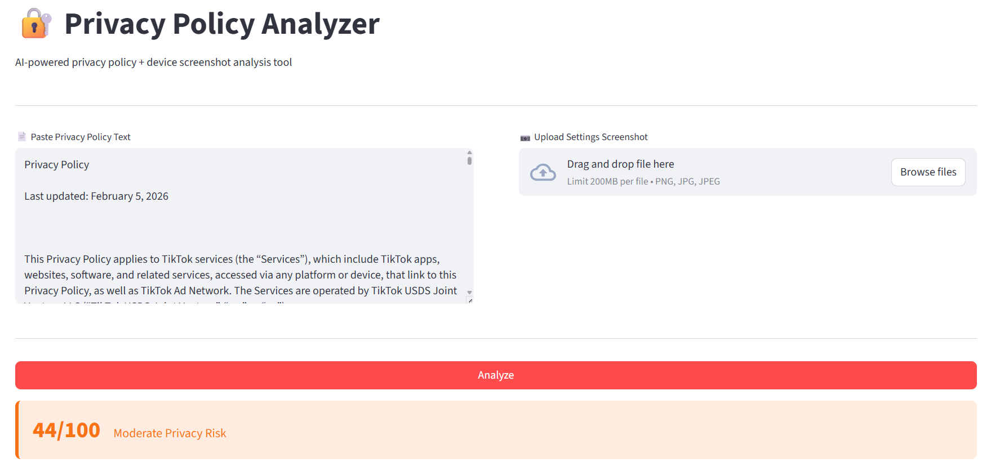 Privacy Policy Analyzer
AI-powered privacy policy + device screenshot analysis tool
Paste Privacy Policy Text
Privacy Policy
Last updated: February 5, 2026
This Privacy Policy applies to TikTok services (the “Services”), which include TikTok apps,
websites, software, and related services, accessed via any platform or device, that link to this
Privacy Policy, as well as TikTok Ad Network. The Services are operated by TikTok USDS Joint
Upload Settings Screenshot
Drag and drop file here
Limit 200MB per file • PNG, JPG, JPEG
Browse files
Analyze
44/100 Moderate Privacy Risk